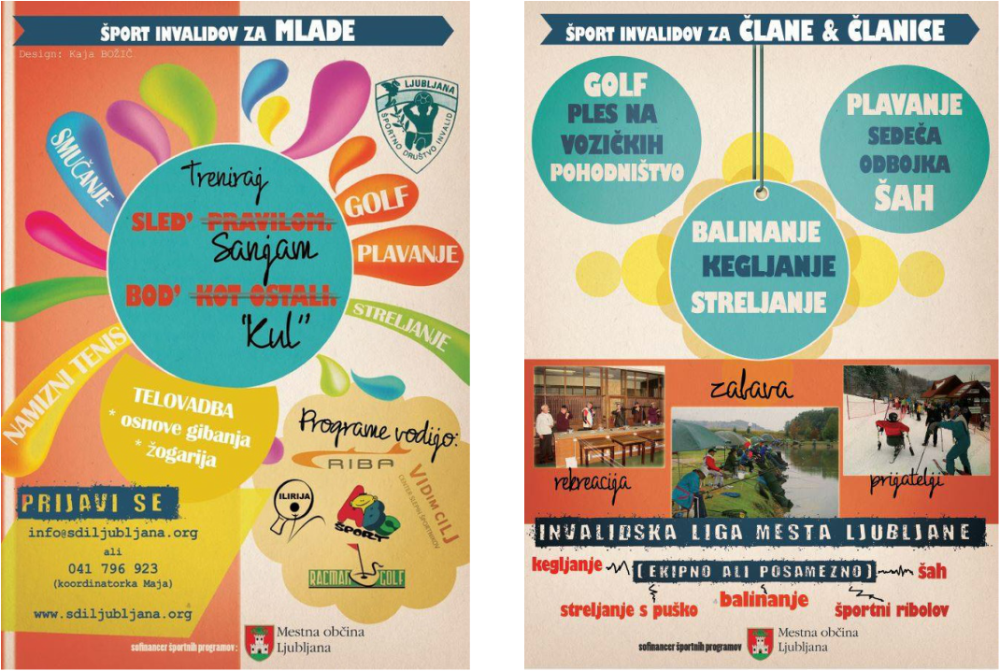 ŠPORT INVALIDOV ZA MLADE
Design: Kaja BOŽIČ
LJUBLJANA
ŠPORTNO DRUŠTVO INVALID
SMUČANJE
Treniraj
SLED' PRAVILOM.
Sanjam
BOD' KOT OSTALI.
"Kul"
GOLF
PLAVANJE
STRELJANJE
NAMIZNI TENIS
TELOVADBA
* osnove gibanja
* žogarija
Programe vodijo:
RIBA
ILIRIJA
ABC
ŠPORT
VIDIM CILJ
CENTER SLEPIH ŠPORTNIKOV
RACMAN GOLF
PRIJAVI SE
info@sdiljubljana.org
ali
041 796 923
(koordinatorka Maja)
www.sdiljubljana.org
sofinancer športnih programov :
Mestna občina
Ljubljana
ŠPORT INVALIDOV ZA ČLANE & ČLANICE
GOLF
PLES NA
VOZIČKIH
POHODNIŠTVO
PLAVANJE
SEDEČA
ODBOJKA
ŠAH
BALINANJE
KEGLJANJE
STRELJANJE
zabava
rekreacija
prijatelji
INVALIDSKA LIGA MESTA LJUBLJANE
kegljanje
(EKIPNO ALI POSAMEZNO)
šah
streljanje s puško
balinanje
športni ribolov
sofinancer športnih programov
Mestna občina
Ljubljana